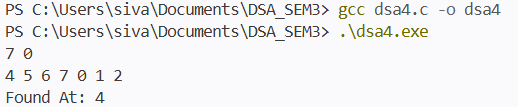 PS C:\Users\siva\Documents\DSA_SEM3> gcc dsa4.c -o dsa4
PS C:\Users\siva\Documents\DSA_SEM3> .\dsa4.exe
7 0
4 5 6 7 0 1 2
Found At: 4